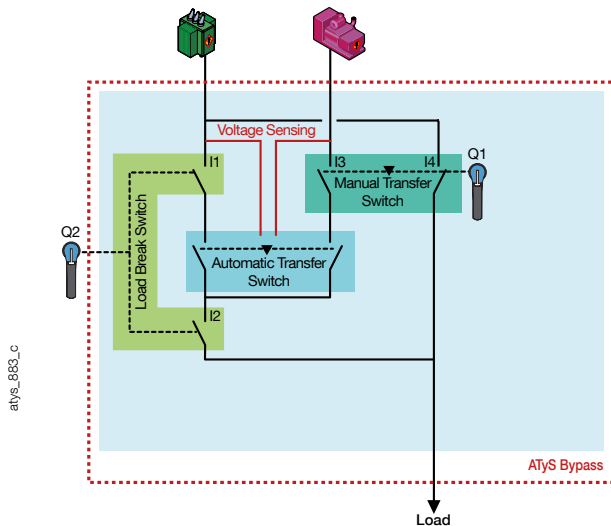 Voltage Sensing
I1
I3
I4
Q1
Manual Transfer
Switch
Q2
Load Break Switch
Automatic Transfer
Switch
I2
atys_883_c
ATyS Bypass
Load